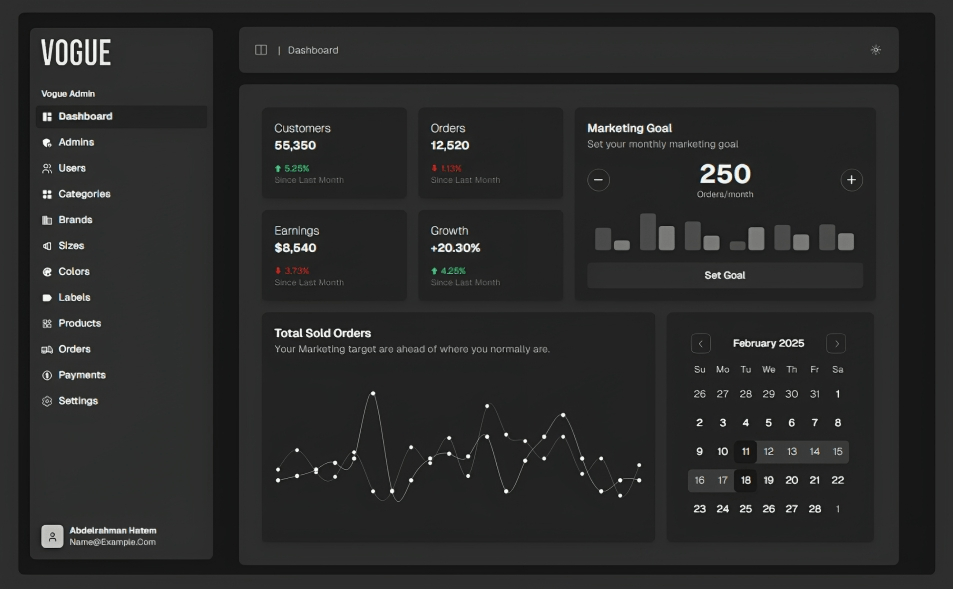 VOGUE
Vogue Admin
Dashboard
Admins
Users
Categories
Brands
Sizes
Colors
Labels
Products
Orders
Payments
Settings
Abdelrahman Hatem
Name@Example.Com
| Dashboard
Customers
55,350
5.25%
Since Last Month
Orders
12,520
1.13%
Since Last Month
Earnings
$8,540
3.73%
Since Last Month
Growth
+20.30%
4.25%
Since Last Month
Marketing Goal
Set your monthly marketing goal
250
Orders/month
Set Goal
Total Sold Orders
Your Marketing target are ahead of where you normally are.
February 2025
Su Mo Tu We Th Fr Sa
26 27 28 29 30 31 1
2 3 4 5 6 7 8
9 10 11 12 13 14 15
16 17 18 19 20 21 22
23 24 25 26 27 28 1